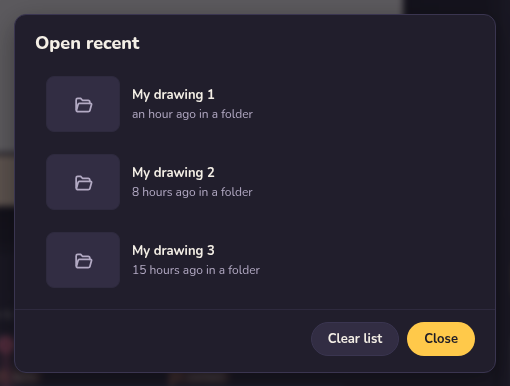 Open recent
My drawing 1
an hour ago in a folder
My drawing 2
8 hours ago in a folder
My drawing 3
15 hours ago in a folder
Clear list
Close